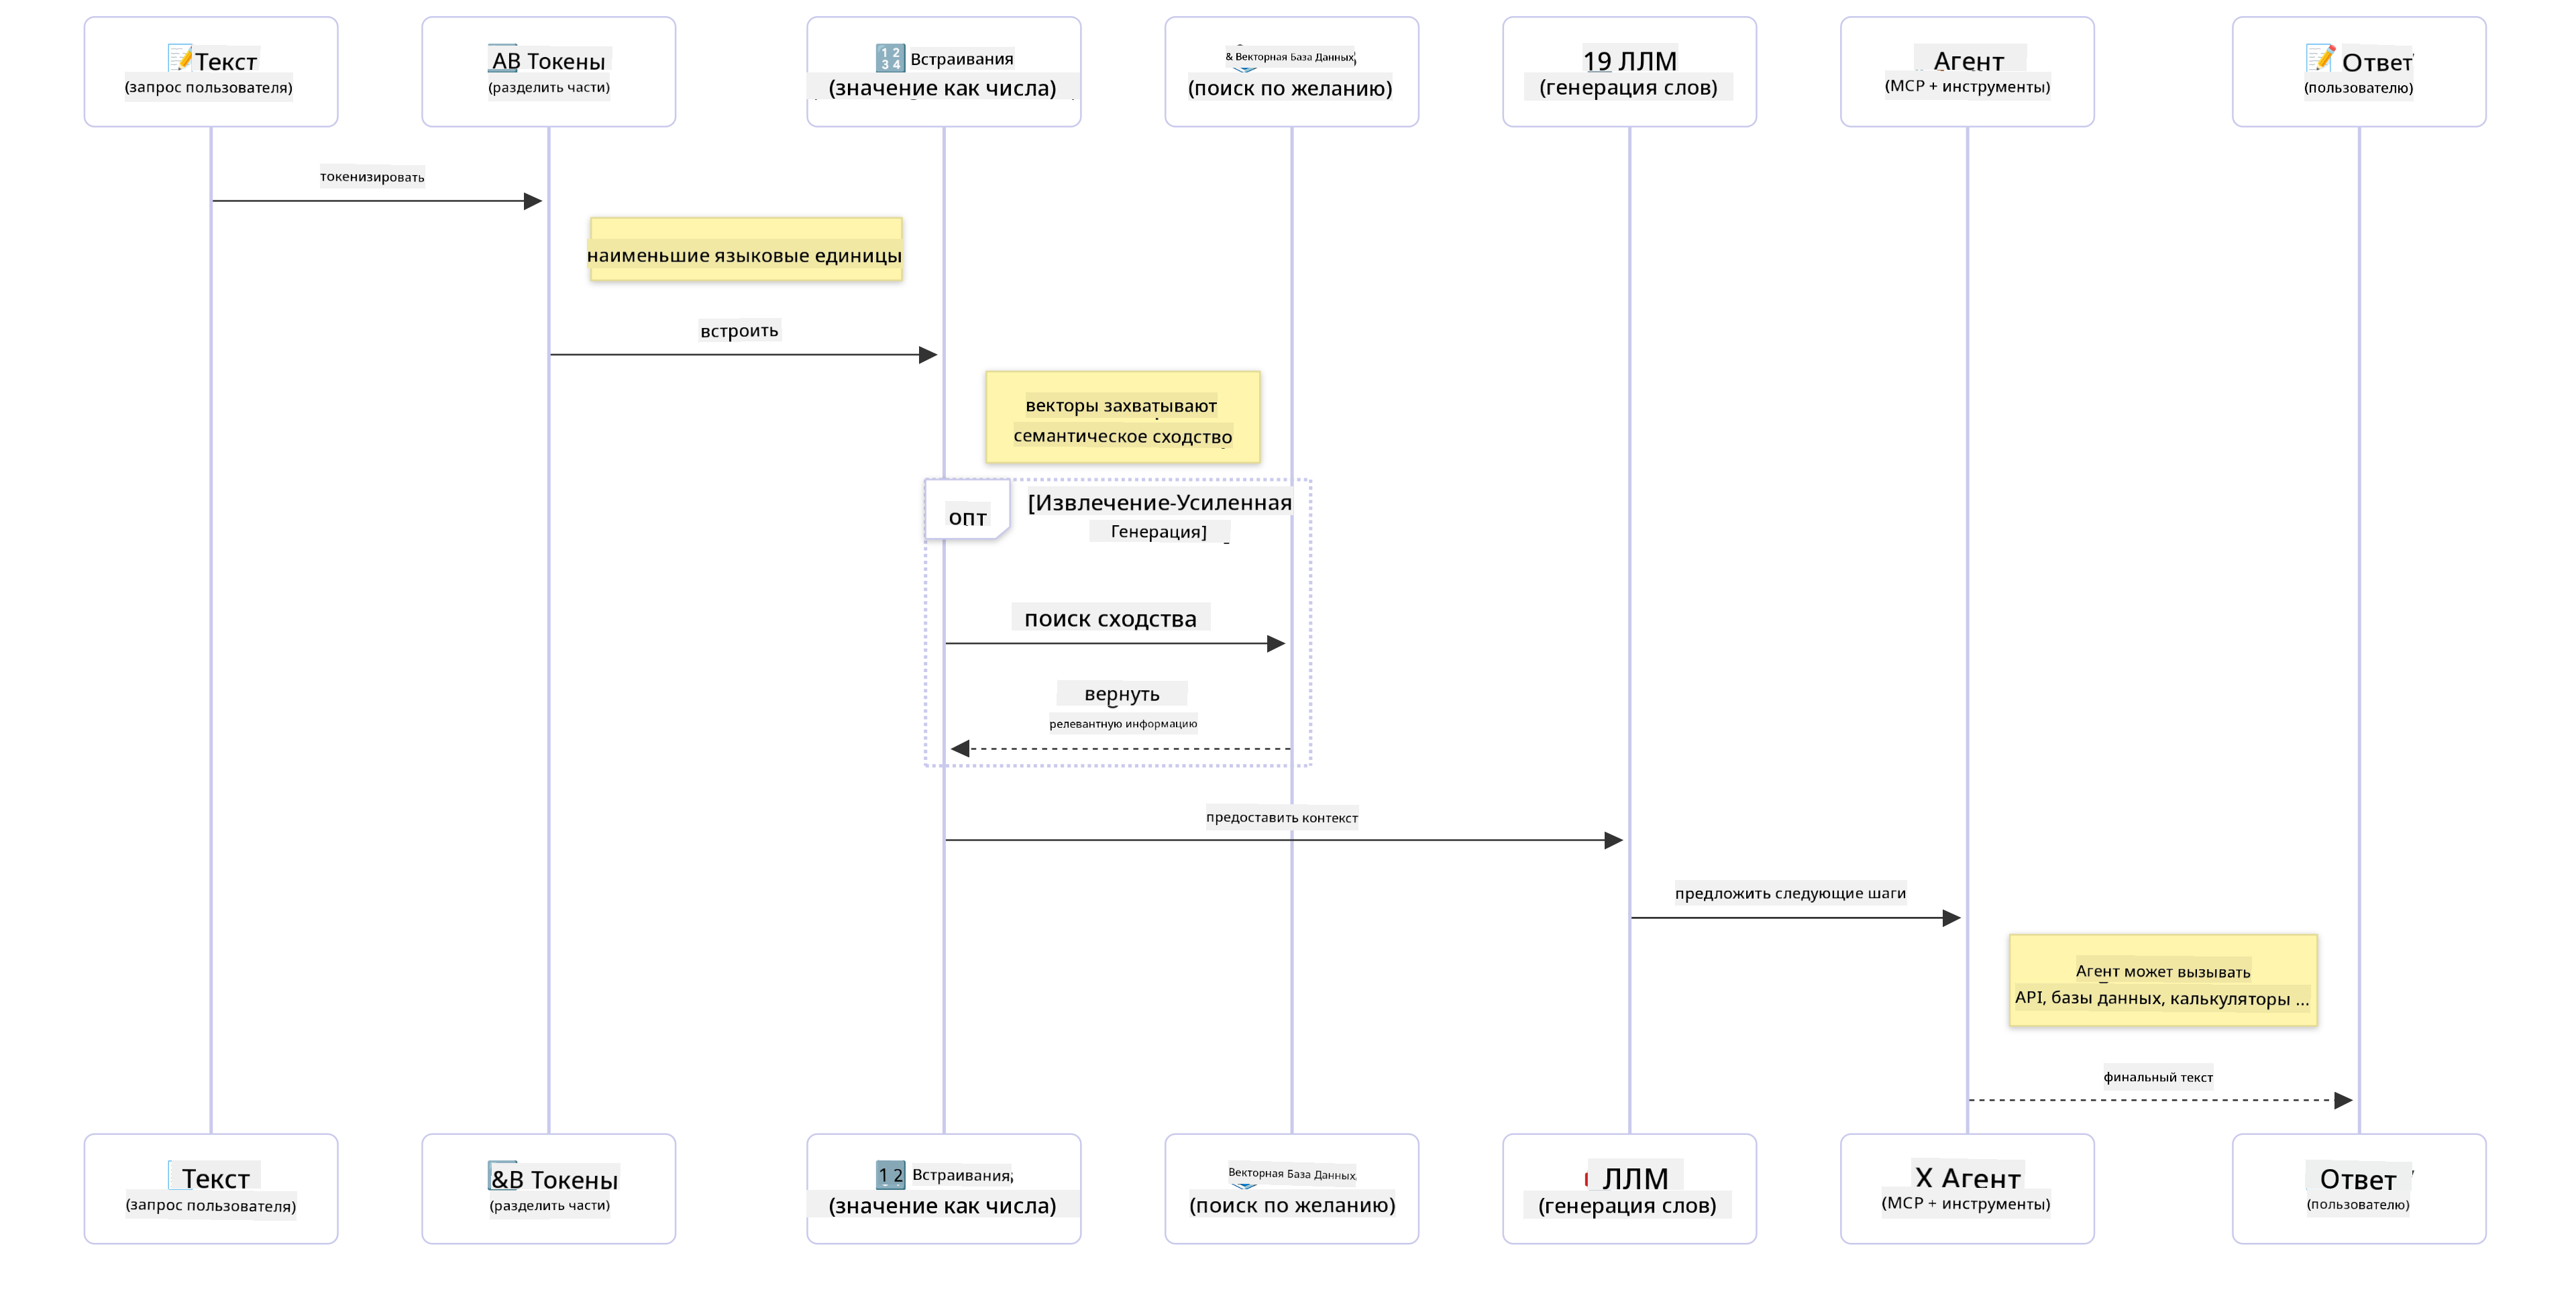 Текст
(запрос пользователя)
AB Токены
(разделить части)
1 2 3 4 Встраивания
(значение как числа)
& Векторная База Данных
(поиск по желанию)
19 ЛЛМ
(генерация слов)
Агент
(MCP + инструменты)
Ответ
(пользователю)
токенизировать
наименьшие языковые единицы
встроить
векторы захватывают
семантическое сходство
опт
[Извлечение-Усиленная
Генерация]
поиск сходства
вернуть
релевантную информацию
предоставить контекст
предложить следующие шаги
Агент может вызывать
API, базы данных, калькуляторы ...
финальный текст
Текст
(запрос пользователя)
&B Токены
(разделить части)
1 2 Встраивания
(значение как числа)
Векторная База Данных
(поиск по желанию)
ЛЛМ
(генерация слов)
X Агент
(MCP + инструменты)
Ответ
(пользователю)